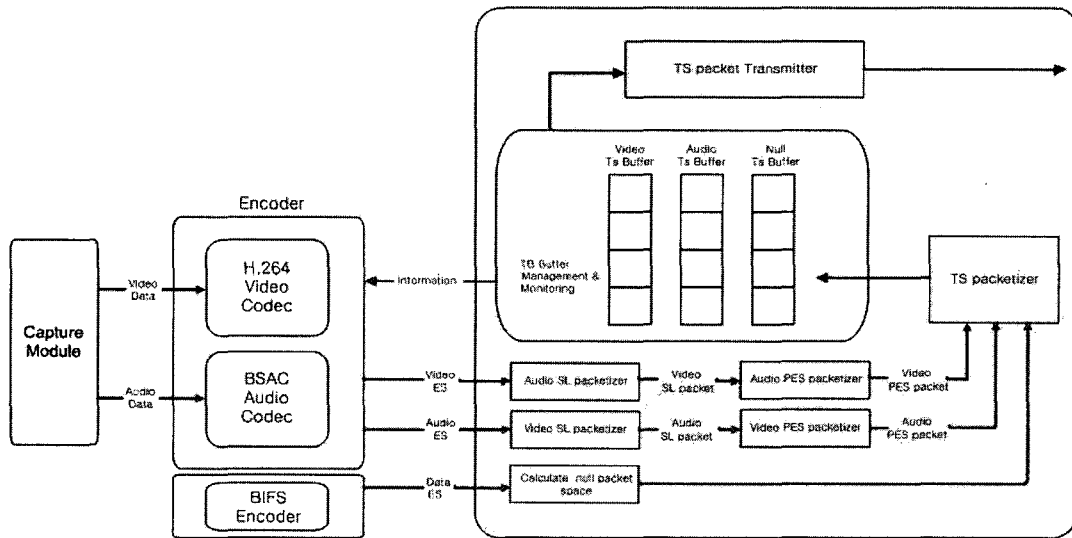 TS packet Transmitter
Video
Ts Buffer
Audio
Ts Buffer
Null
Ts Buffer
Encoder
H.264
Video
Codec
Information
TB Buffer
Management &
Monitoring
TS packetizer
Capture
Module
Video
Data
Audio
Data
BSAC
Audio
Codec
Video
ES
Audio SL packetizer
Video
SL packet
Audio PES packetizer
Video
PES packet
Audio
ES
Video SL packetizer
Audio
SL packet
Video PES packetizer
Audio
PES packet
Data
ES
Calculate null packet
space
BIFS
Encoder